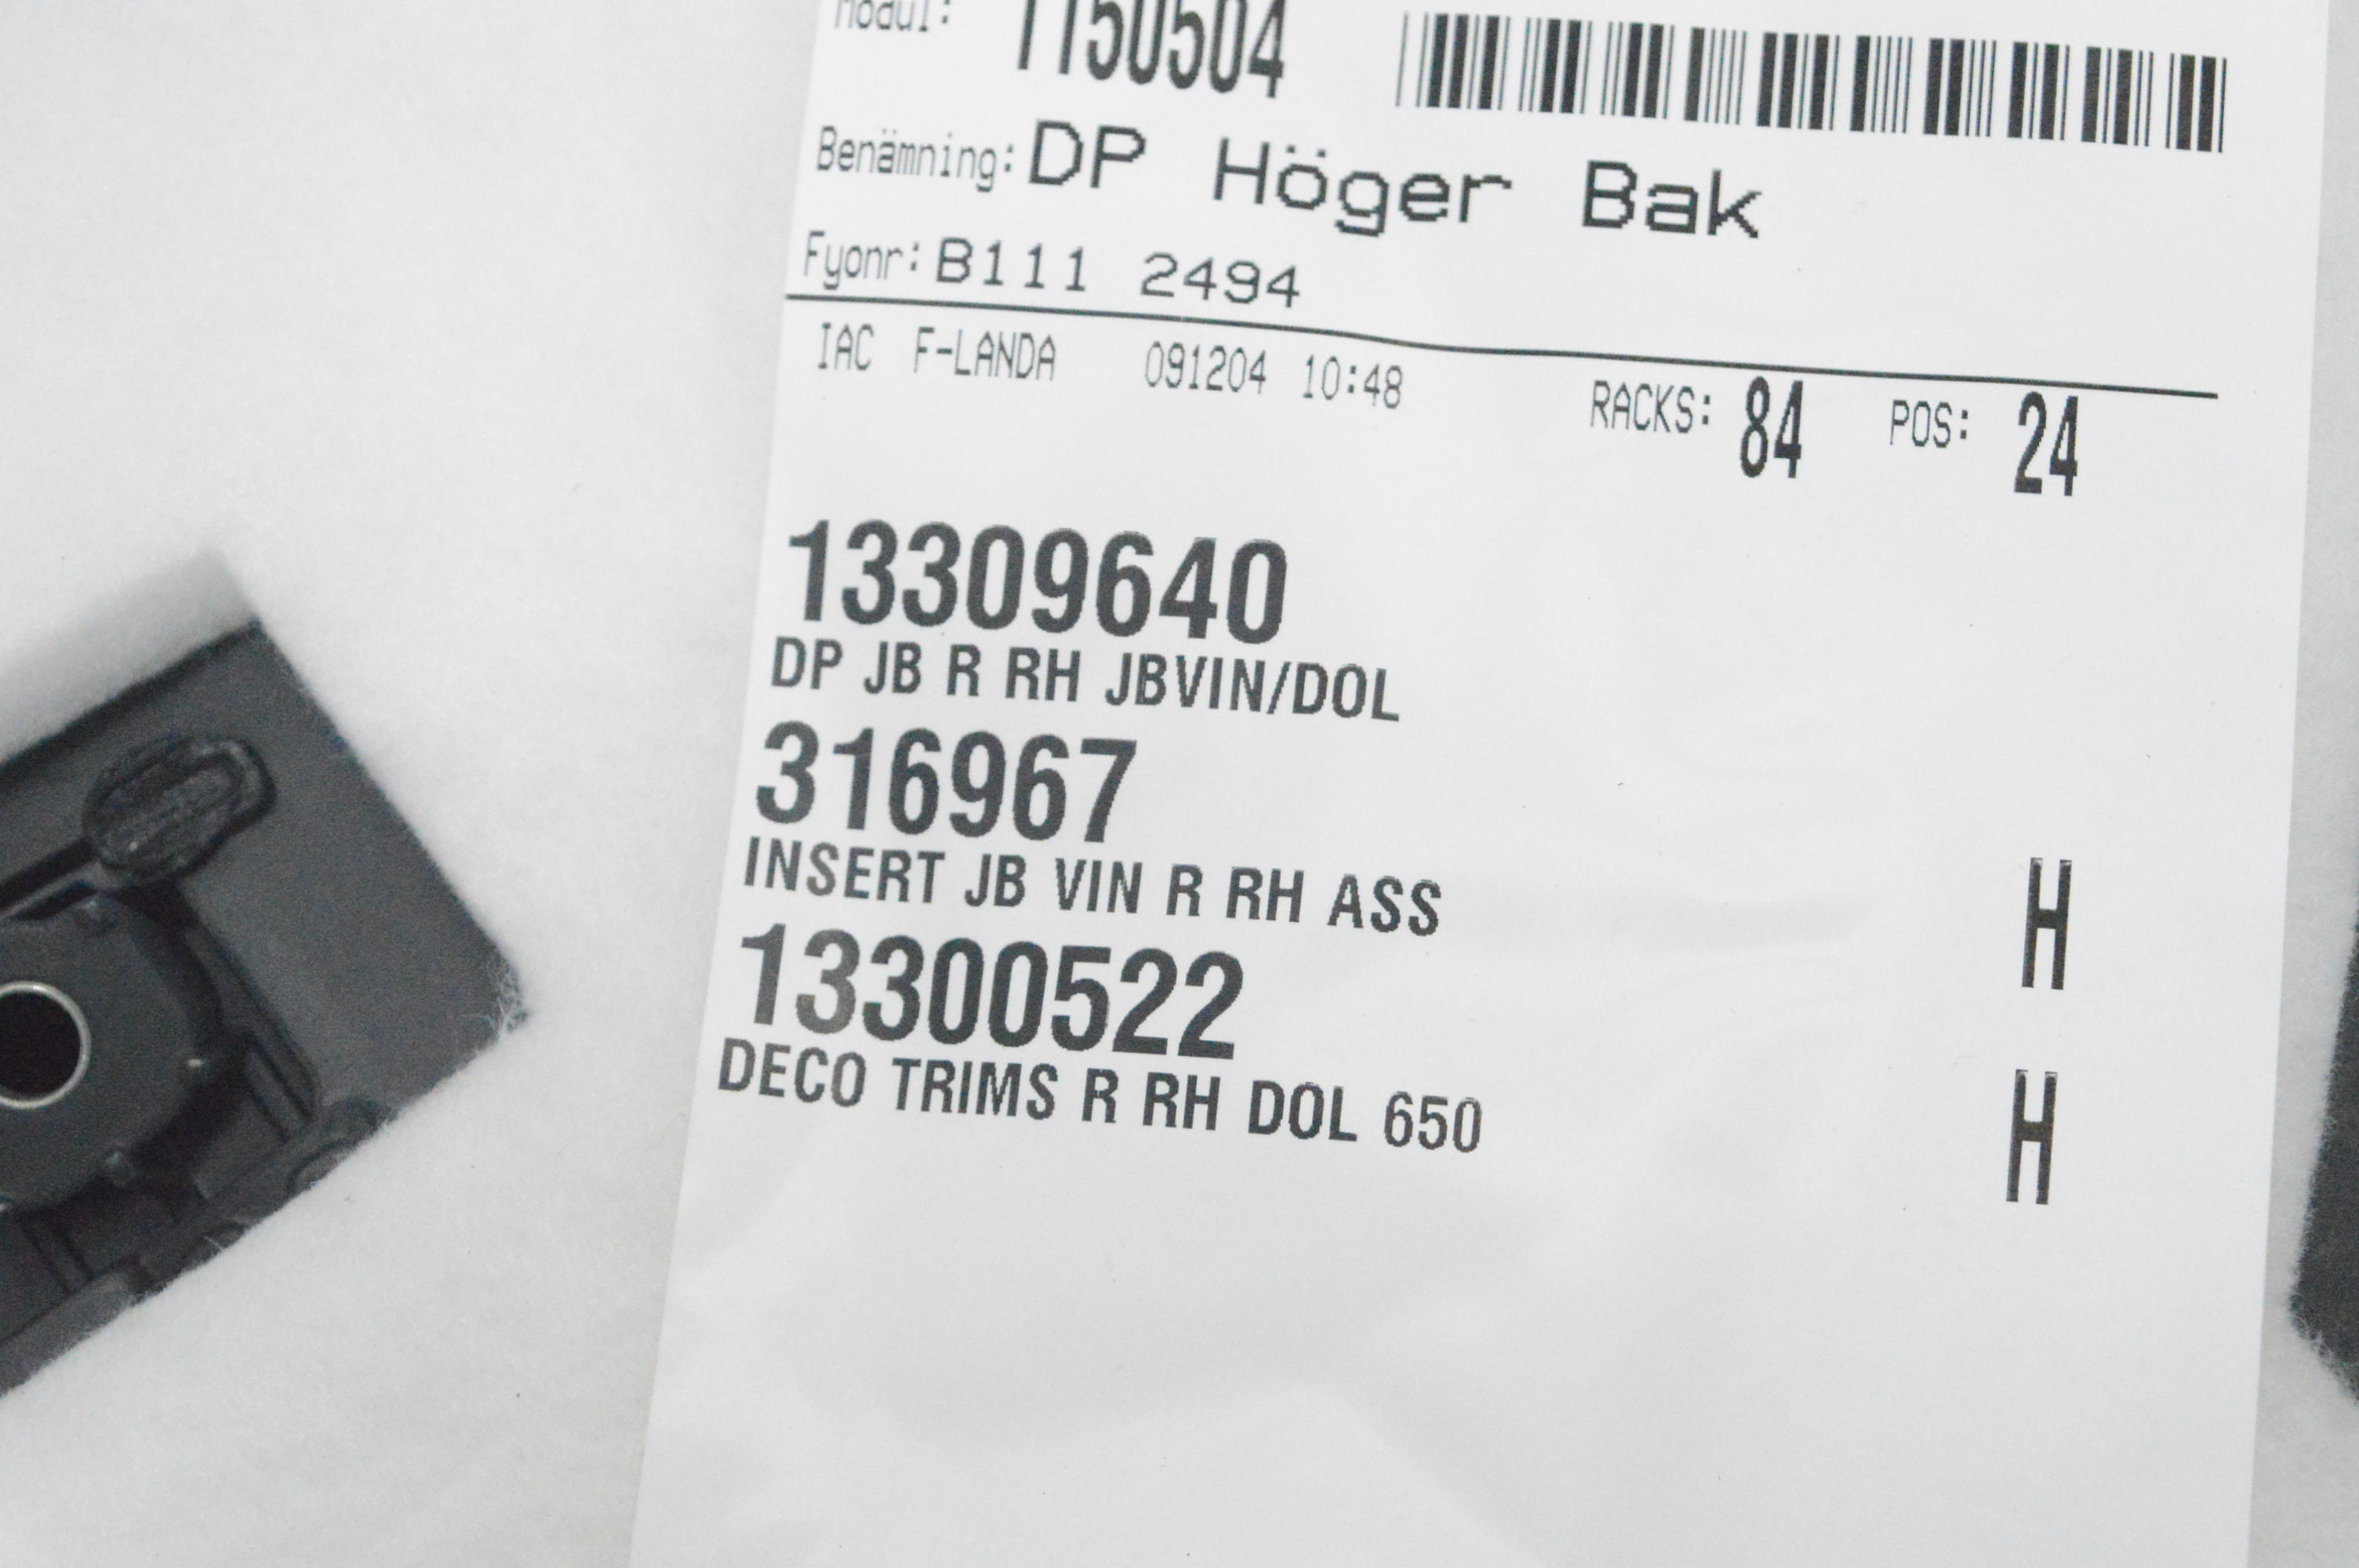 Modul: 1150504
Benämning: DP Höger Bak
Fyonr: B111 2494
IAC F-LANDA 091204 10:48 RACKS: 84 POS: 24
13309640
DP JB R RH JBVIN/DOL
316967
INSERT JB VIN R RH ASS H
13300522
DECO TRIMS R RH DOL 650 H